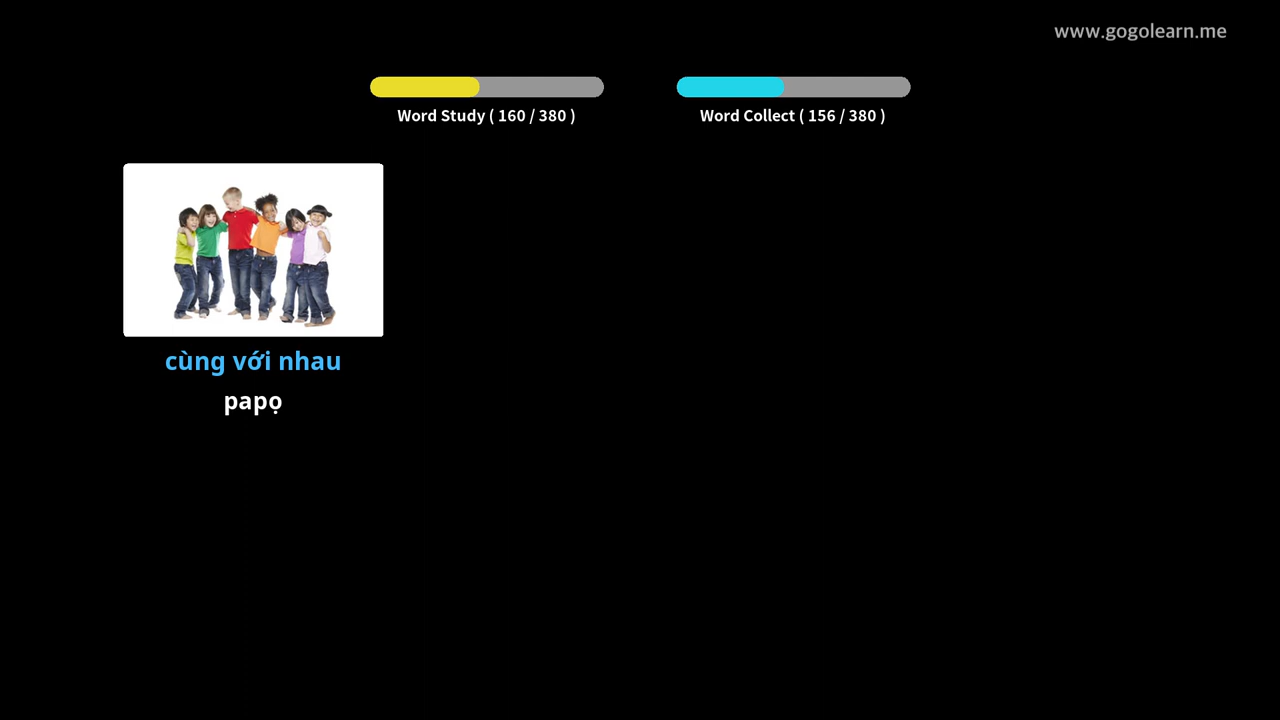 www.gogolearn.me
Word Study ( 160 / 380 )
Word Collect ( 156 / 380 )
cùng với nhau
papọ